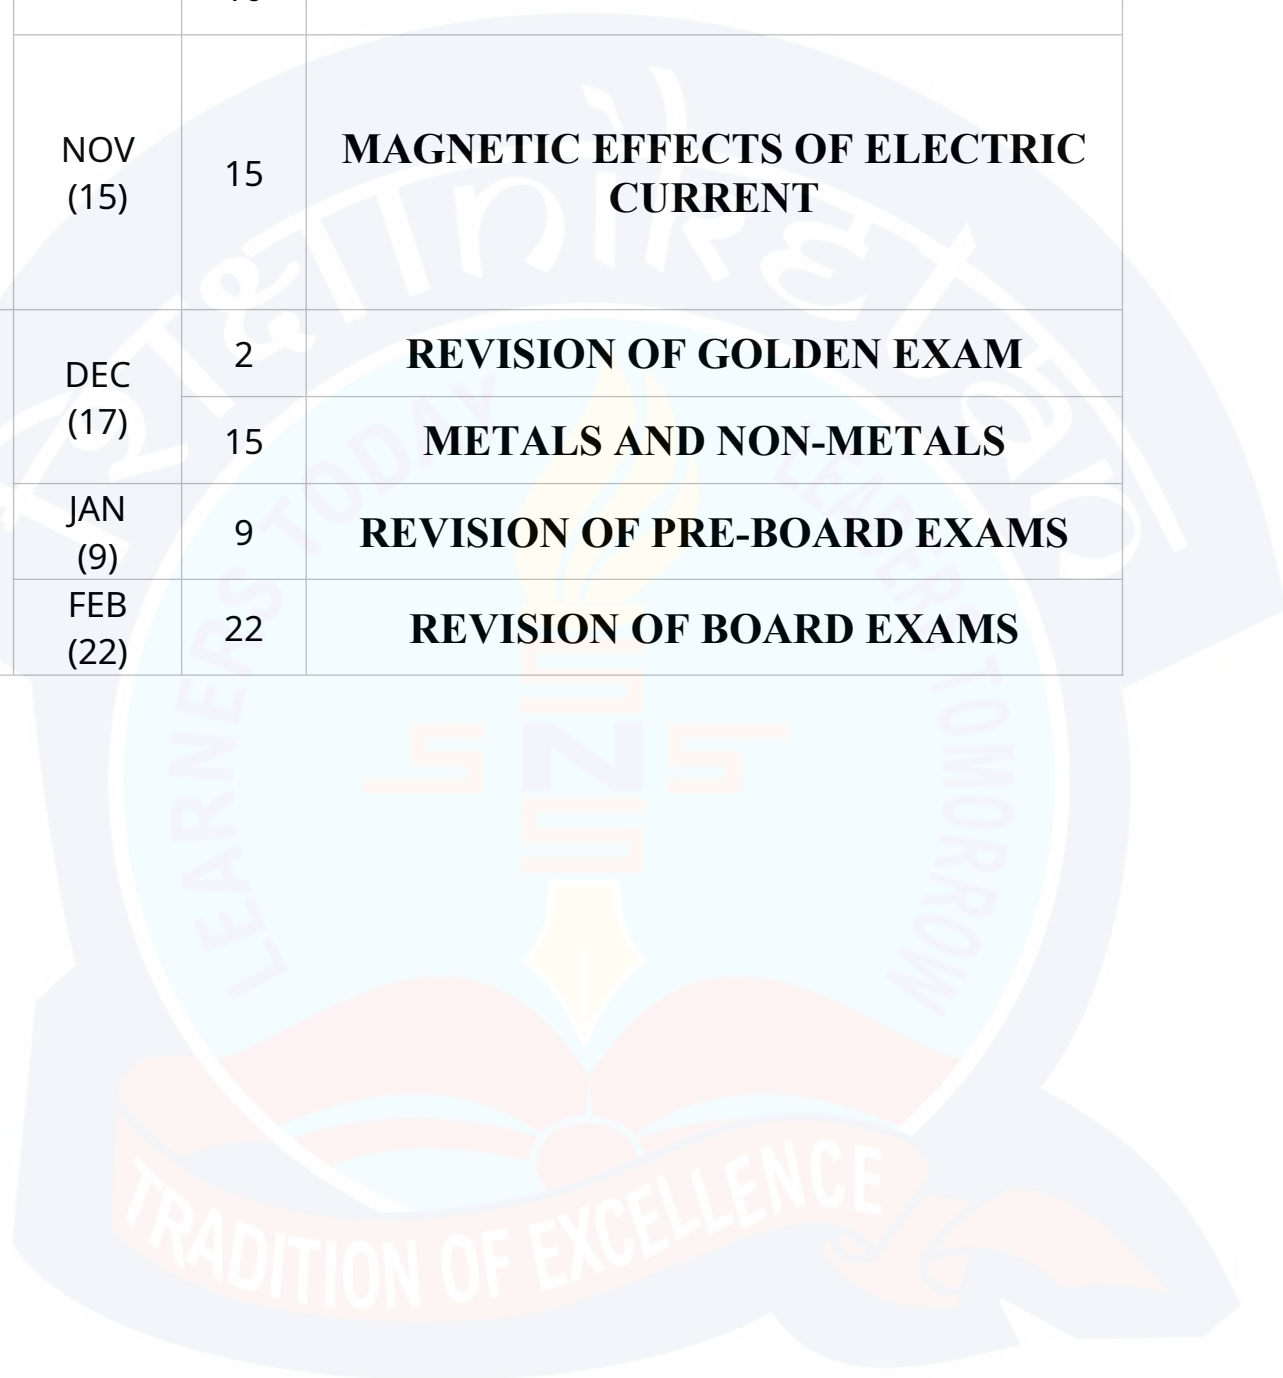 NOV
(15)
15
MAGNETIC EFFECTS OF ELECTRIC
CURRENT
DEC
(17)
2
REVISION OF GOLDEN EXAM
15
METALS AND NON-METALS
JAN
(9)
9
REVISION OF PRE-BOARD EXAMS
FEB
(22)
22
REVISION OF BOARD EXAMS
LEARNERS TODAY
LEADERS TOMORROW
SNS
TRADITION OF EXCELLENCE